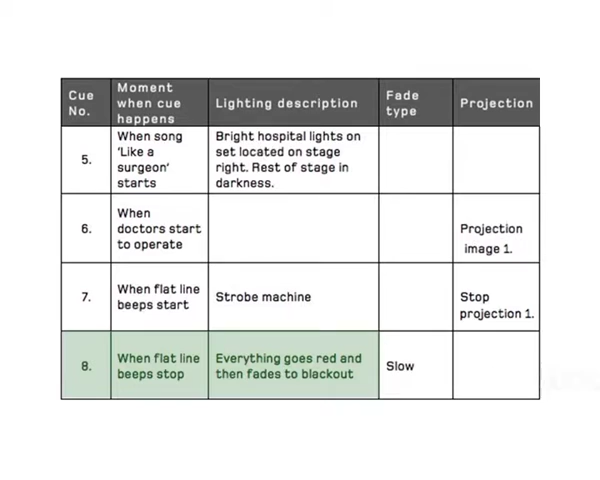 Cue No.
Moment when cue happens
Lighting description
Fade type
Projection
5.
When song
‘Like a
surgeon’
starts
Bright hospital lights on
set located on stage
right. Rest of stage in
darkness.
6.
When
doctors start
to operate
Projection
image 1.
7.
When flat line
beeps start
Strobe machine
Stop
projection 1.
8.
When flat line
beeps stop
Everything goes red and
then fades to blackout
Slow